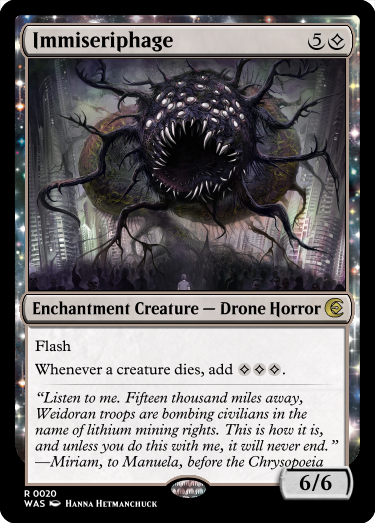 Immiseriphage 5
Enchantment Creature — Drone Horror
Flash
Whenever a creature dies, add
“Listen to me. Fifteen thousand miles away,
Weidoran troops are bombing civilians in the
name of lithium mining rights. This is how it is,
and unless you do this with me, it will never end.”
—Miriam, to Manuela, before the Chrysopoeia
6/6
R 0020
WAS Hanna Hetmanchuck